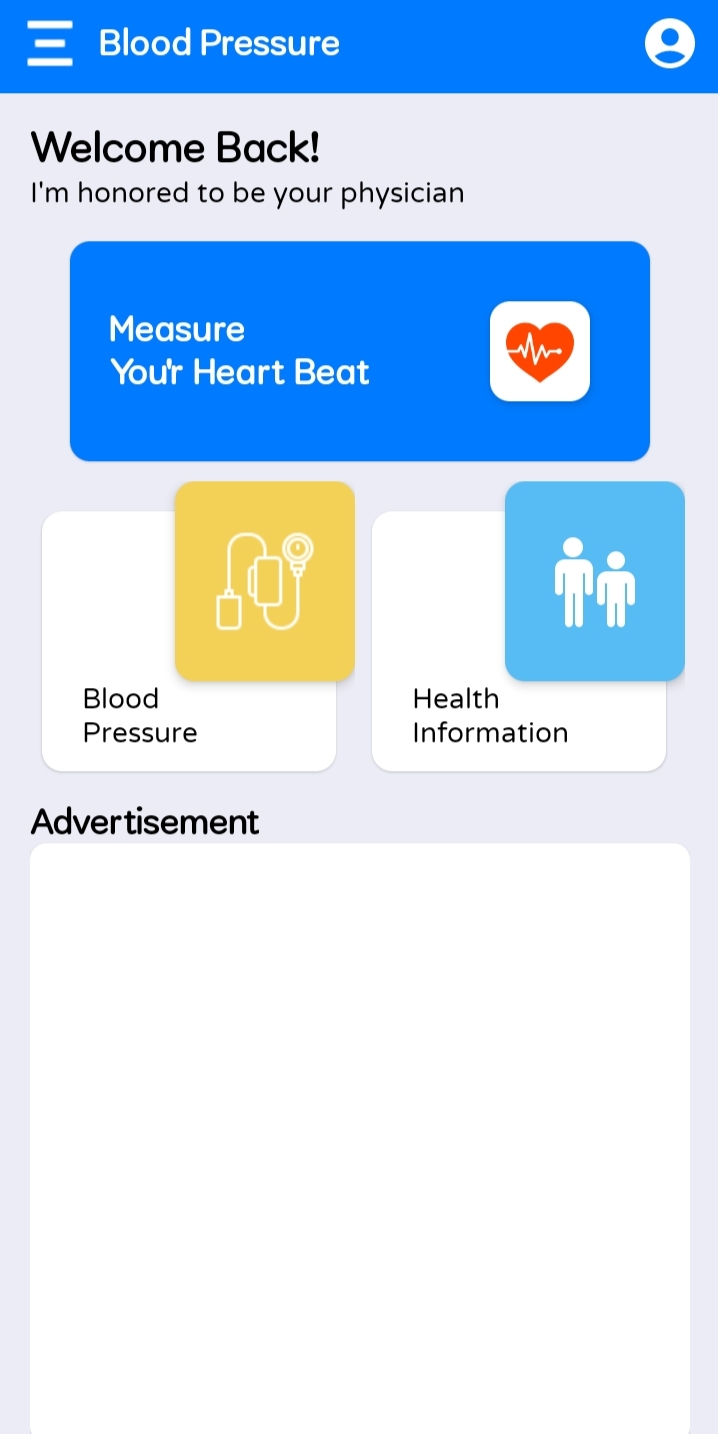 Blood Pressure
Welcome Back!
I'm honored to be your physician
Measure
You'r Heart Beat
Blood
Pressure
Health
Information
Advertisement